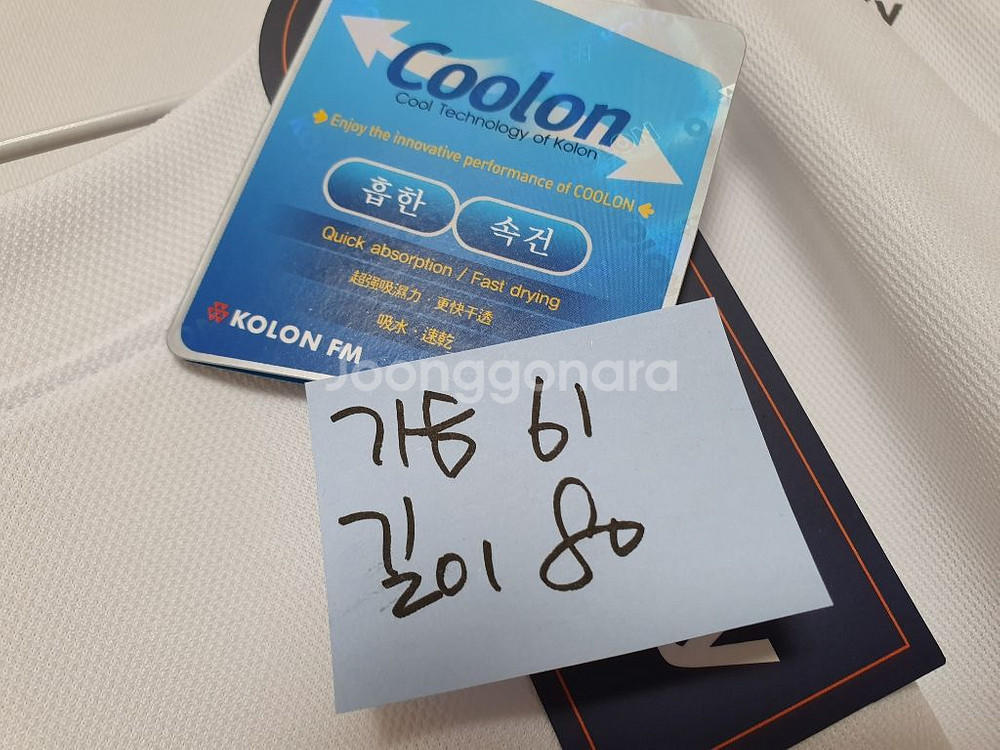 Coolon
Cool Technology of Kolon
Enjoy the innovative performance of COOLON
흡한 속건
Quick absorption / Fast drying
超强吸濕力·更快干透
吸水·速乾
KOLON FM
Joonggonara
가슴 61
길이 80